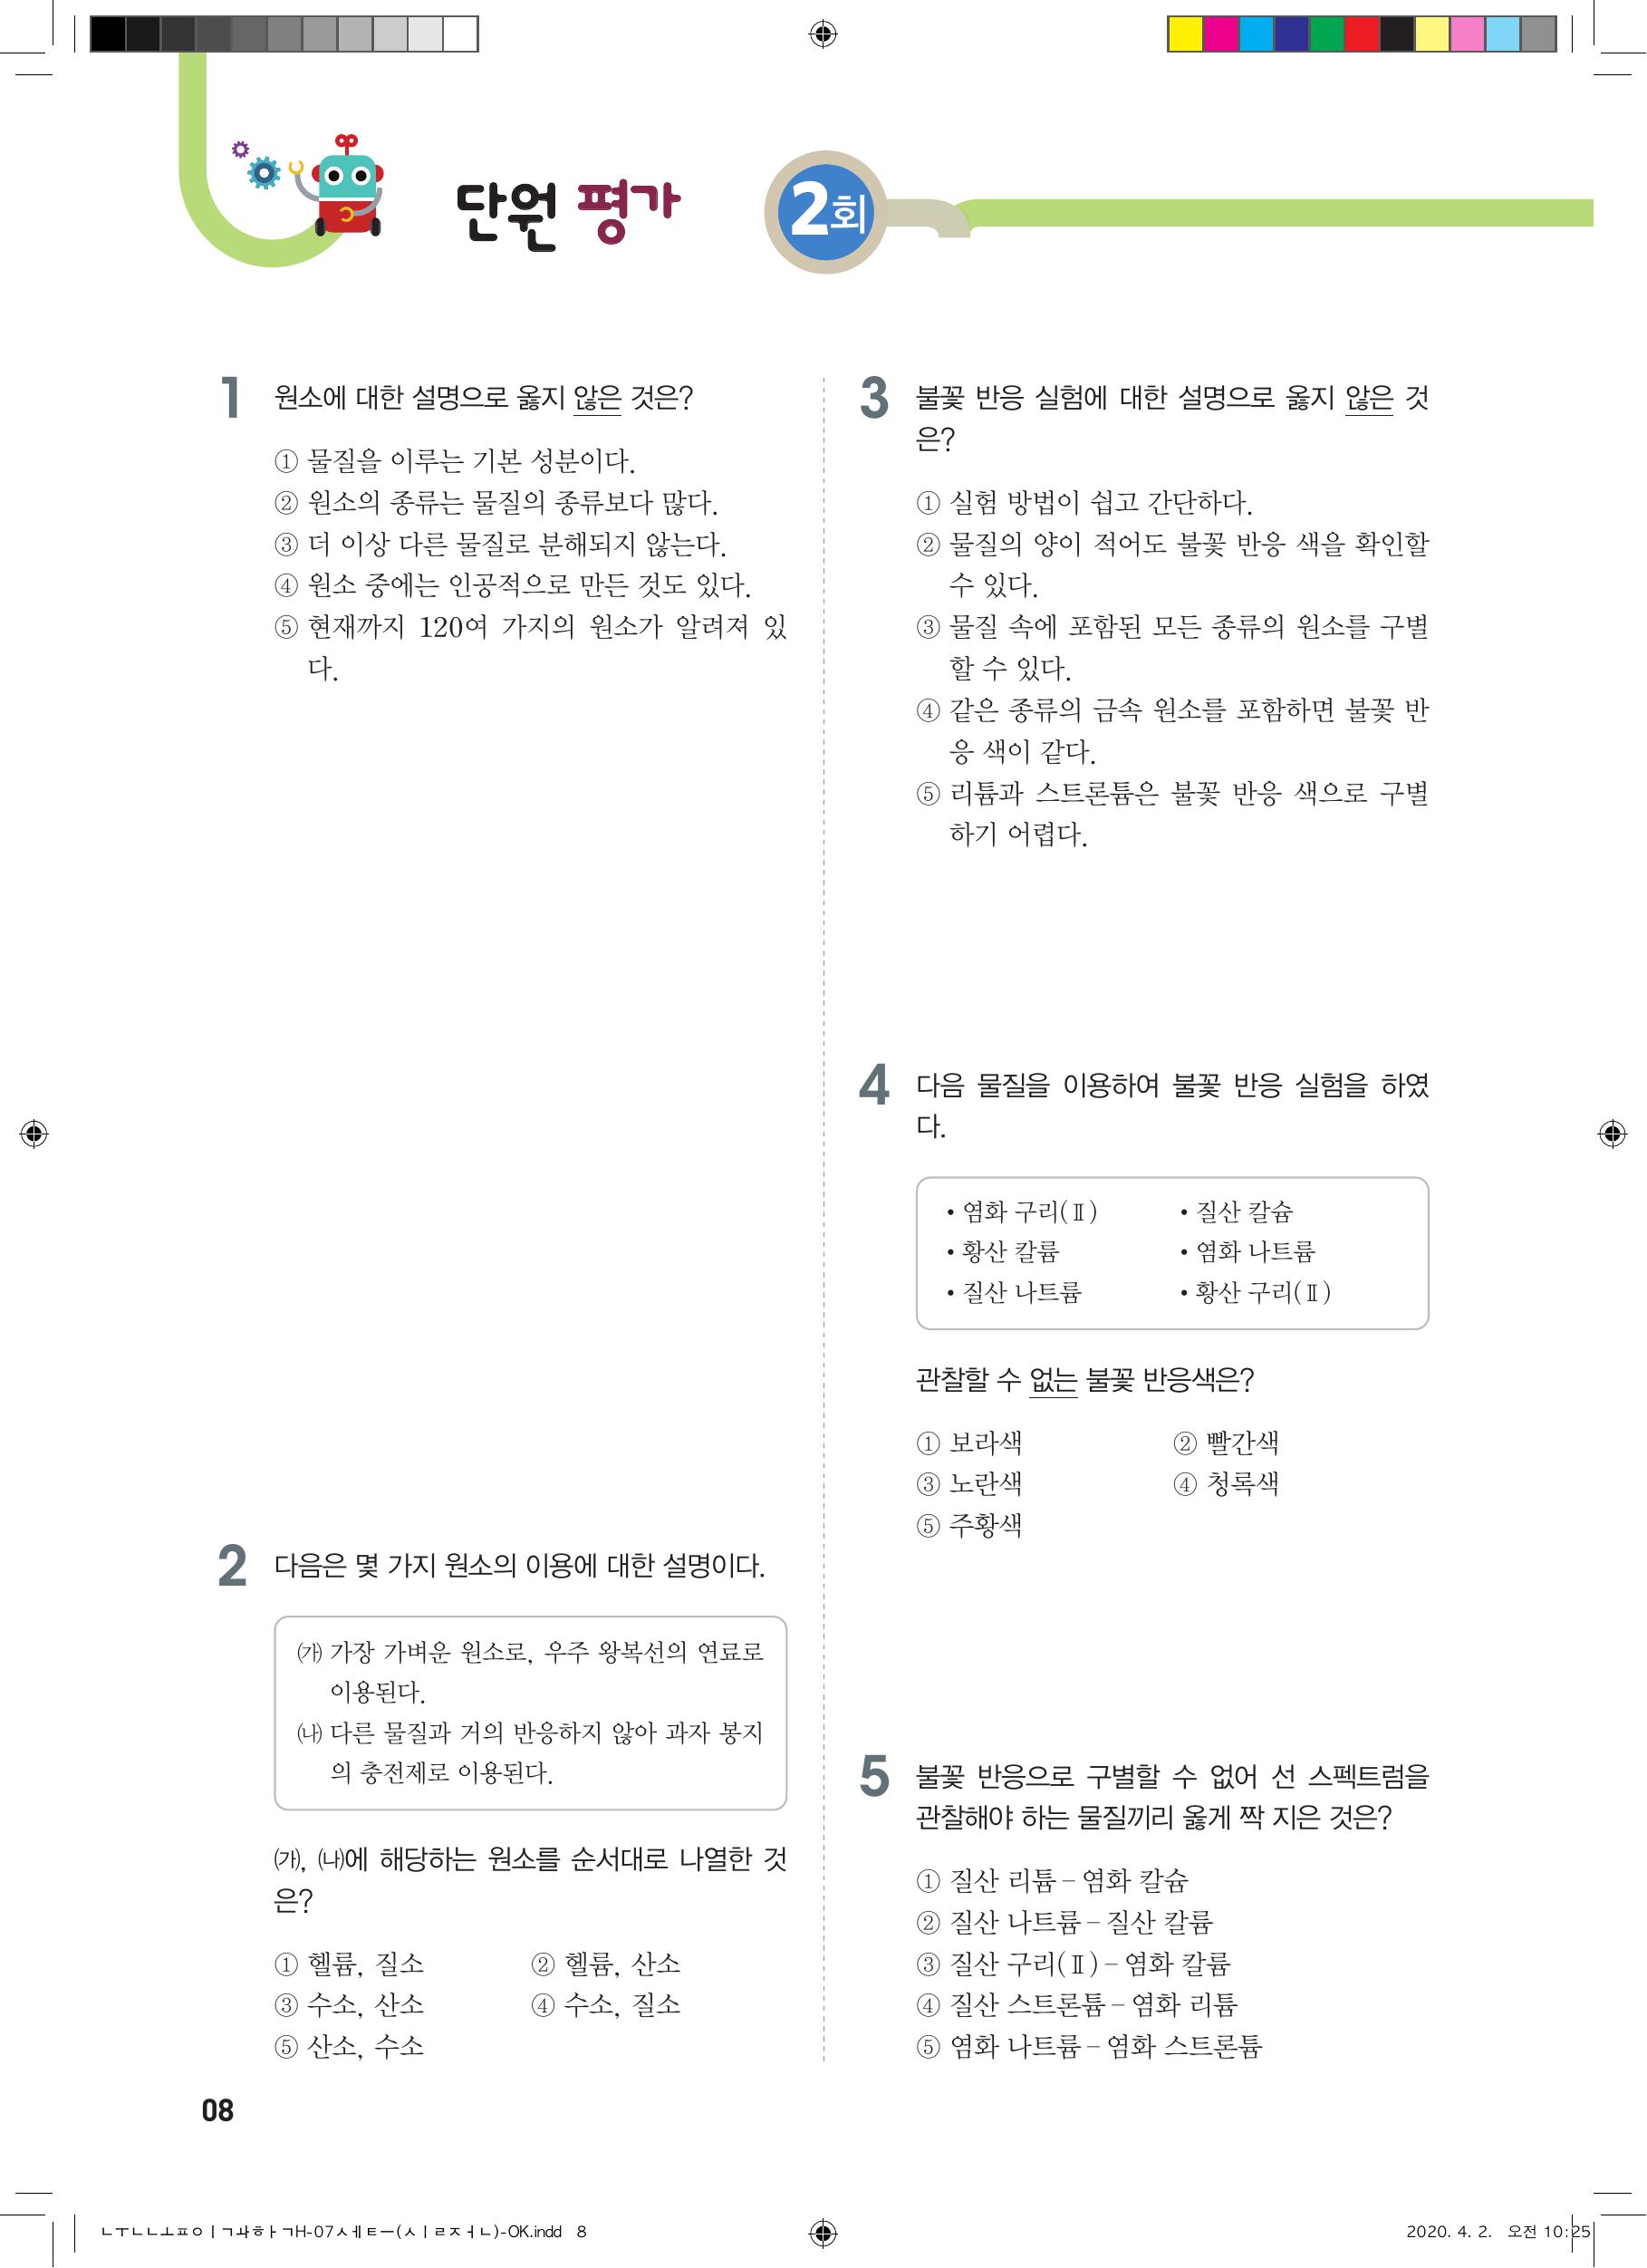 단원 평가 2회
1 원소에 대한 설명으로 옳지 않은 것은?
① 물질을 이루는 기본 성분이다.
② 원소의 종류는 물질의 종류보다 많다.
③ 더 이상 다른 물질로 분해되지 않는다.
④ 원소 중에는 인공적으로 만든 것도 있다.
⑤ 현재까지 120여 가지의 원소가 알려져 있
다.
2 다음은 몇 가지 원소의 이용에 대한 설명이다.
㈎ 가장 가벼운 원소로, 우주 왕복선의 연료로
이용된다.
㈏ 다른 물질과 거의 반응하지 않아 과자 봉지
의 충전제로 이용된다.
㈎, ㈏에 해당하는 원소를 순서대로 나열한 것
은?
① 헬륨, 질소 ② 헬륨, 산소
③ 수소, 산소 ④ 수소, 질소
⑤ 산소, 수소
3 불꽃 반응 실험에 대한 설명으로 옳지 않은 것
은?
① 실험 방법이 쉽고 간단하다.
② 물질의 양이 적어도 불꽃 반응 색을 확인할
수 있다.
③ 물질 속에 포함된 모든 종류의 원소를 구별
할 수 있다.
④ 같은 종류의 금속 원소를 포함하면 불꽃 반
응 색이 같다.
⑤ 리튬과 스트론튬은 불꽃 반응 색으로 구별
하기 어렵다.
4 다음 물질을 이용하여 불꽃 반응 실험을 하였
다.
• 염화 구리(Ⅱ) • 질산 칼슘
• 황산 칼륨 • 염화 나트륨
• 질산 나트륨 • 황산 구리(Ⅱ)
관찰할 수 없는 불꽃 반응색은?
① 보라색 ② 빨간색
③ 노란색 ④ 청록색
⑤ 주황색
5 불꽃 반응으로 구별할 수 없어 선 스펙트럼을
관찰해야 하는 물질끼리 옳게 짝 지은 것은?
① 질산 리튬 – 염화 칼슘
② 질산 나트륨 – 질산 칼륨
③ 질산 구리(Ⅱ) – 염화 칼륨
④ 질산 스트론튬 – 염화 리튬
⑤ 염화 나트륨 – 염화 스트론튬
08
ㄴㅜㄴㄴㅗㅍㅇㅣㄱㅘㅎㅏㄱH-07ㅅㅔㅌㅡ(ㅅㅣㄹㅈㅓㄴ)-OK.indd 8 2020. 4. 2. 오전 10:25